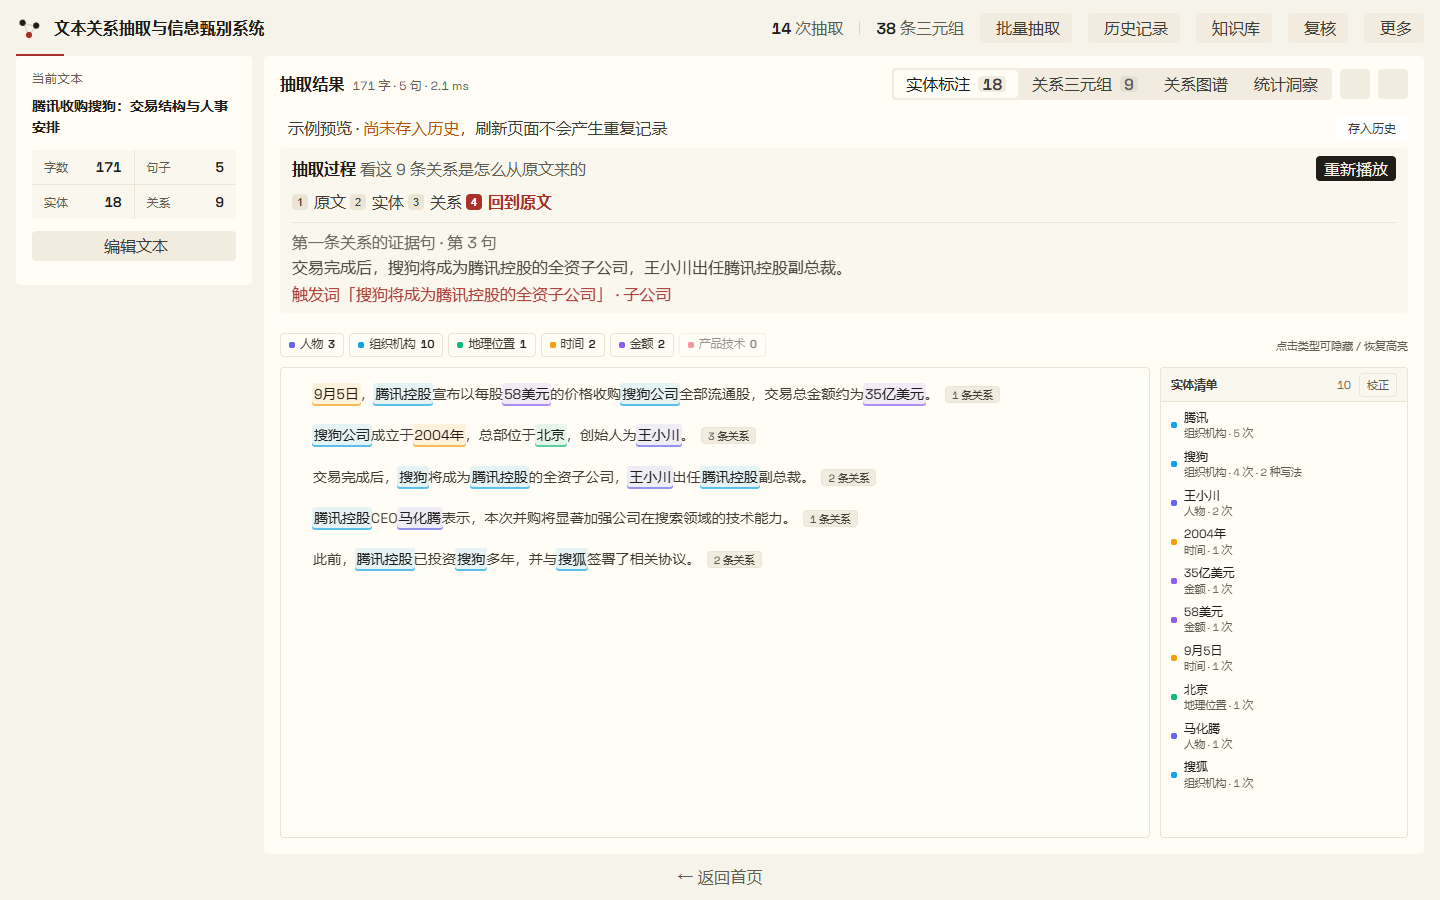 文本关系抽取与信息甄别系统
14 次抽取 38 条三元组 批量抽取 历史记录 知识库 复核 更多
当前文本
腾讯收购搜狗：交易结构与人事安排
字数 171 句子 5
实体 18 关系 9
编辑文本
抽取结果 171 字 · 5 句 · 2.1 ms
实体标注 18 关系三元组 9 关系图谱 统计洞察
示例预览 · 尚未存入历史，刷新页面不会产生重复记录
存入历史
抽取过程 看这 9 条关系是怎么从原文来的
重新播放
1 原文 2 实体 3 关系 4 回到原文
第一条关系的证据句 · 第 3 句
交易完成后，搜狗将成为腾讯控股的全资子公司，王小川出任腾讯控股副总裁。
触发词「搜狗将成为腾讯控股的全资子公司」 · 子公司
人物 3 组织机构 10 地理位置 1 时间 2 金额 2 产品技术 0
点击类型可隐藏 / 恢复高亮
9月5日，腾讯控股宣布以每股58美元的价格收购搜狗公司全部流通股，交易总金额约为35亿美元。 1 条关系
搜狗公司成立于2004年，总部位于北京，创始人为王小川。 3 条关系
交易完成后，搜狗将成为腾讯控股的全资子公司，王小川出任腾讯控股副总裁。 2 条关系
腾讯控股CEO马化腾表示，本次并购将显著加强公司在搜索领域的技术能力。 1 条关系
此前，腾讯控股已投资搜狗多年，并与搜狐签署了相关协议。 2 条关系
实体清单 10 校正
腾讯
组织机构 · 5 次
搜狗
组织机构 · 4 次 · 2 种写法
王小川
人物 · 2 次
2004年
时间 · 1 次
35亿美元
金额 · 1 次
58美元
金额 · 1 次
9月5日
时间 · 1 次
北京
地理位置 · 1 次
马化腾
人物 · 1 次
搜狐
组织机构 · 1 次
← 返回首页